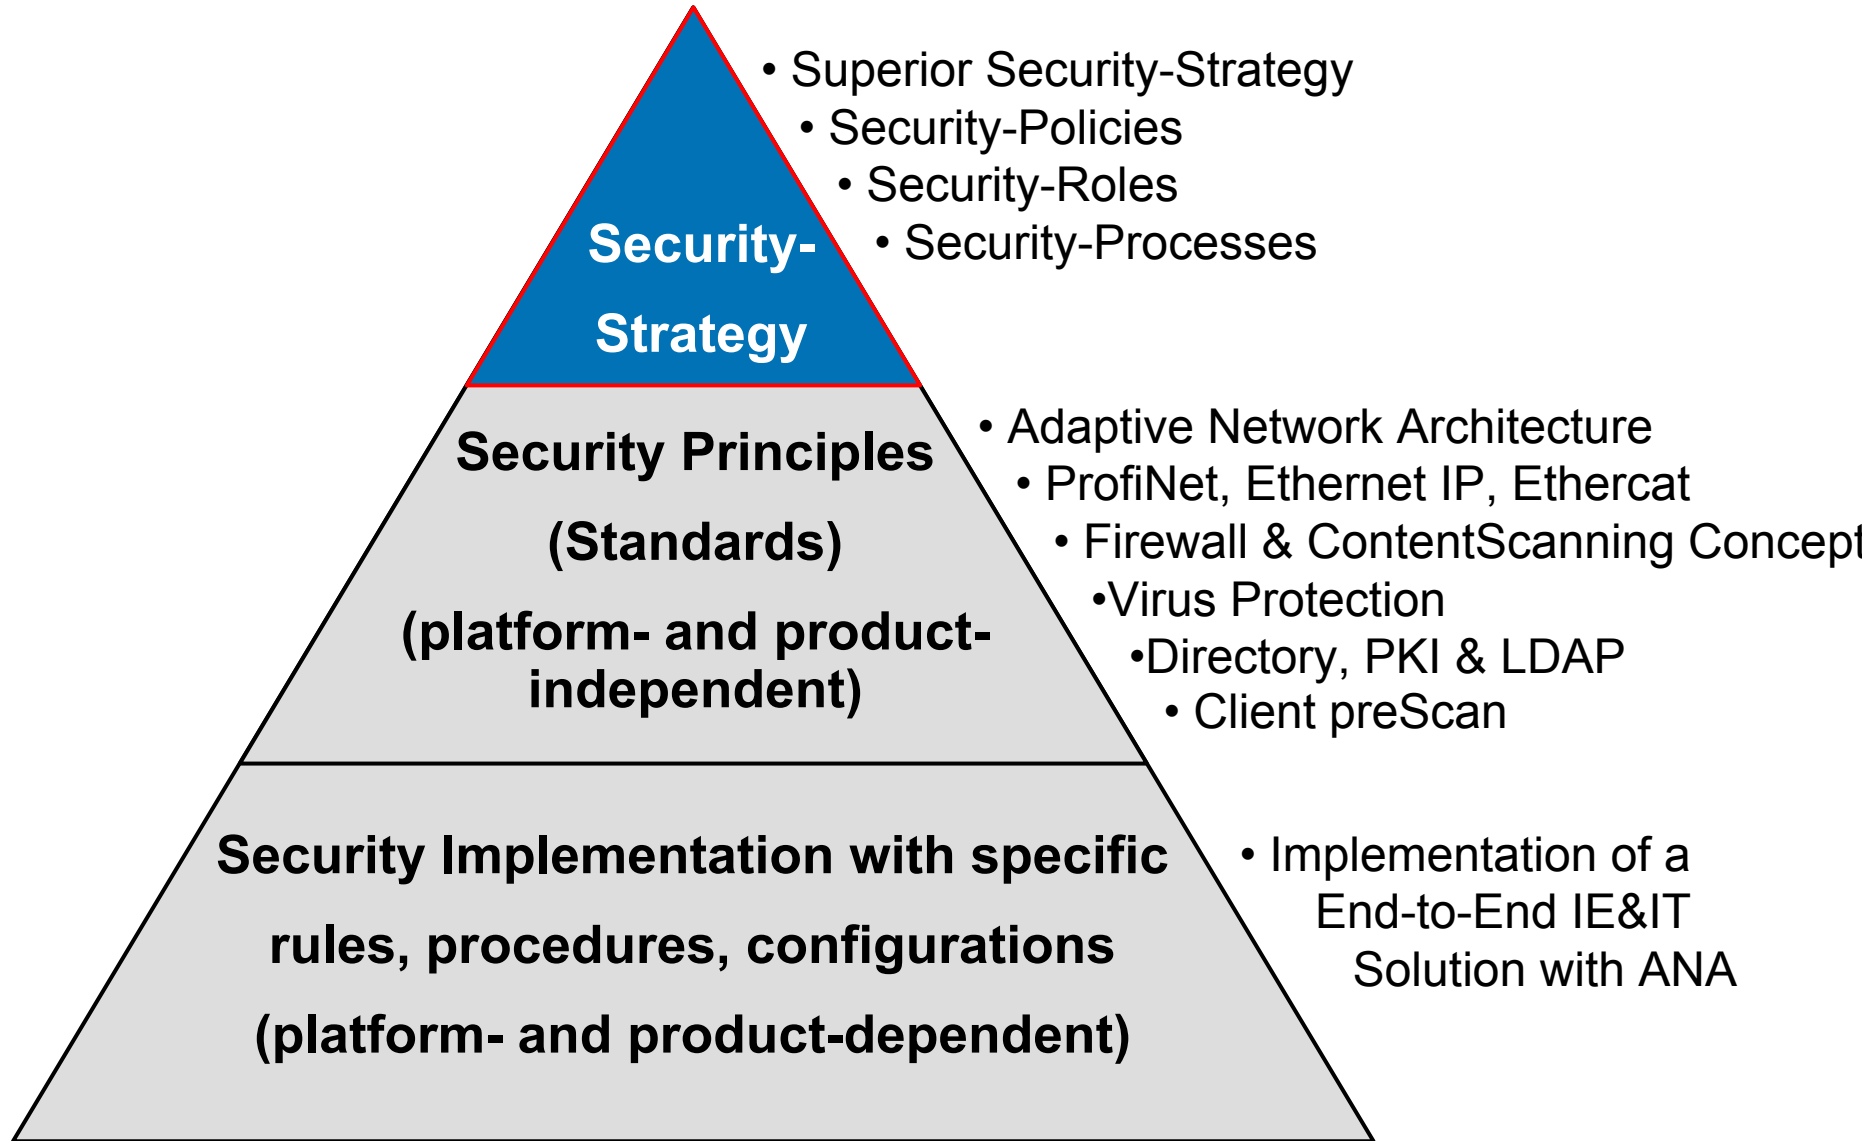 • Superior Security-Strategy
• Security-Policies
• Security-Roles
• Security-Processes
Security-
Strategy
• Adaptive Network Architecture
• ProfiNet, Ethernet IP, Ethercat
• Firewall & ContentScanning Concept
•Virus Protection
•Directory, PKI & LDAP
• Client preScan
Security Principles
(Standards)
(platform- and product-
independent)
• Implementation of a
End-to-End IE&IT
Solution with ANA
Security Implementation with specific
rules, procedures, configurations
(platform- and product-dependent)